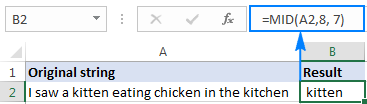 B2 fx =MID(A2,8, 7)
A B
1 Original string Result
2 I saw a kitten eating chicken in the kitchen kitten